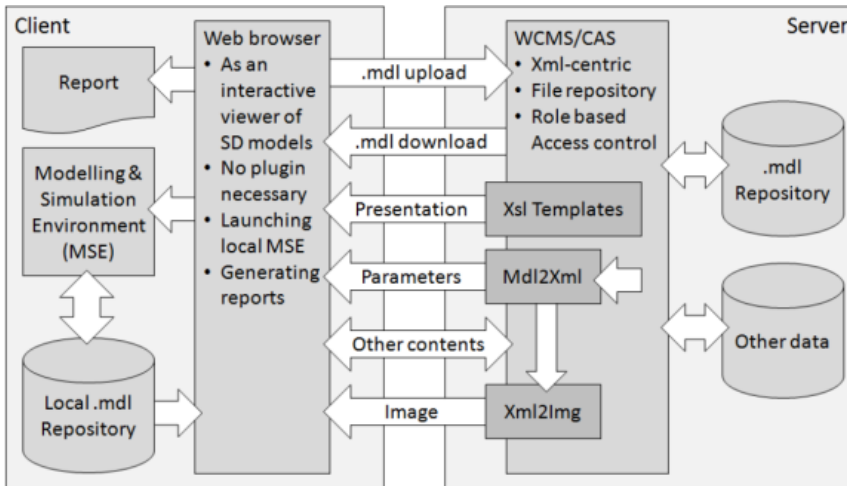 Client
Report
Modelling &
Simulation
Environment
(MSE)
Local .mdl
Repository
Web browser
• As an
interactive
viewer of
SD models
• No plugin
necessary
• Launching
local MSE
• Generating
reports
.mdl upload
.mdl download
Presentation
Parameters
Other contents
Image
Server
WCMS/CAS
• Xml-centric
• File repository
• Role based
Access control
Xsl Templates
Mdl2Xml
Xml2Img
.mdl
Repository
Other data